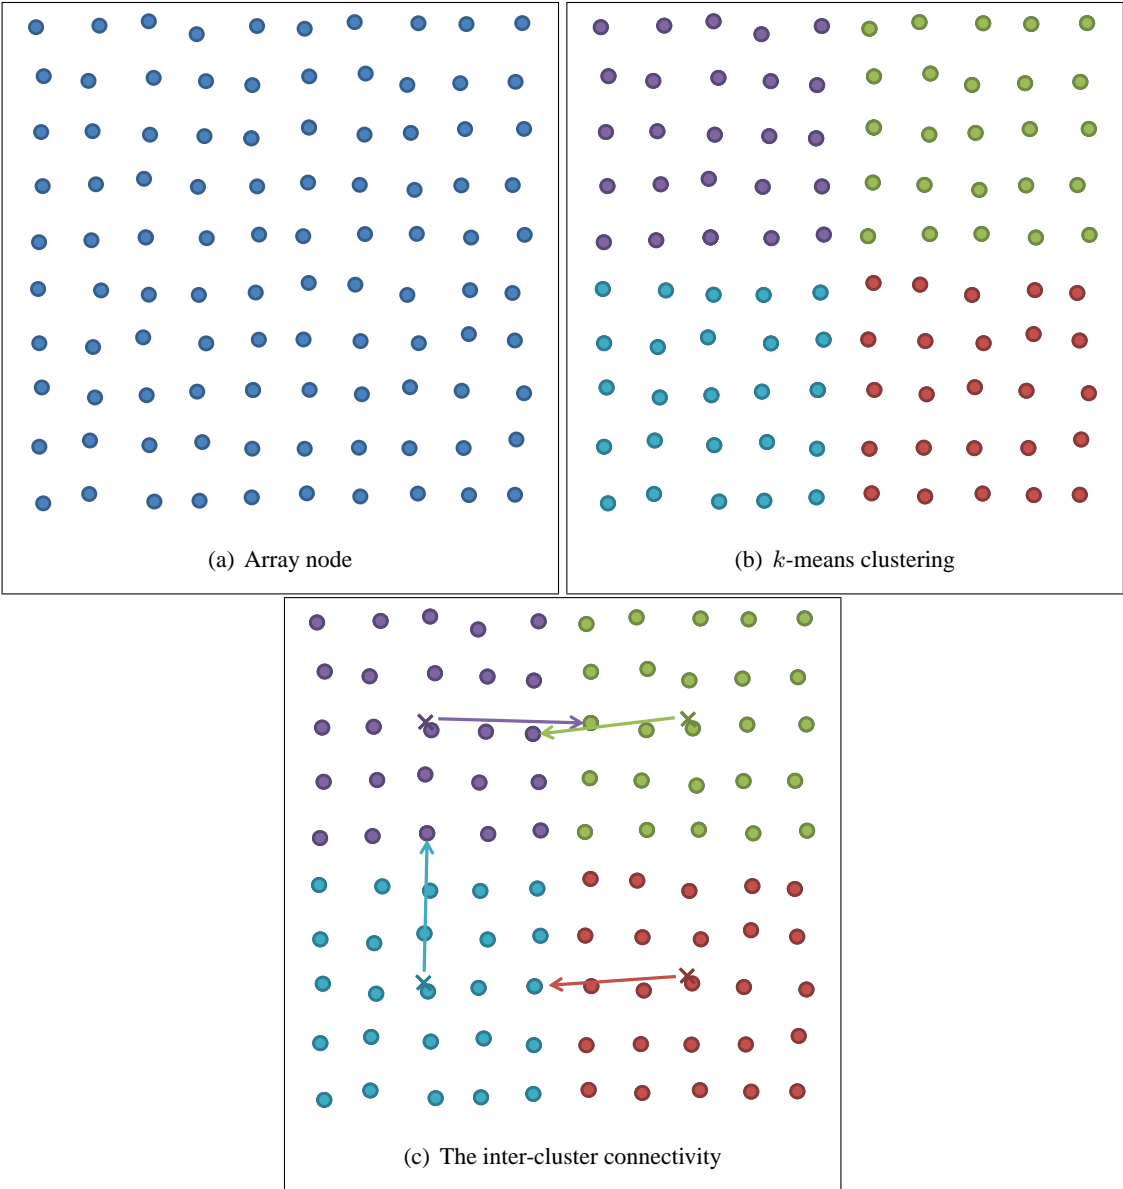 (a) Array node
(b) k-means clustering
(c) The inter-cluster connectivity